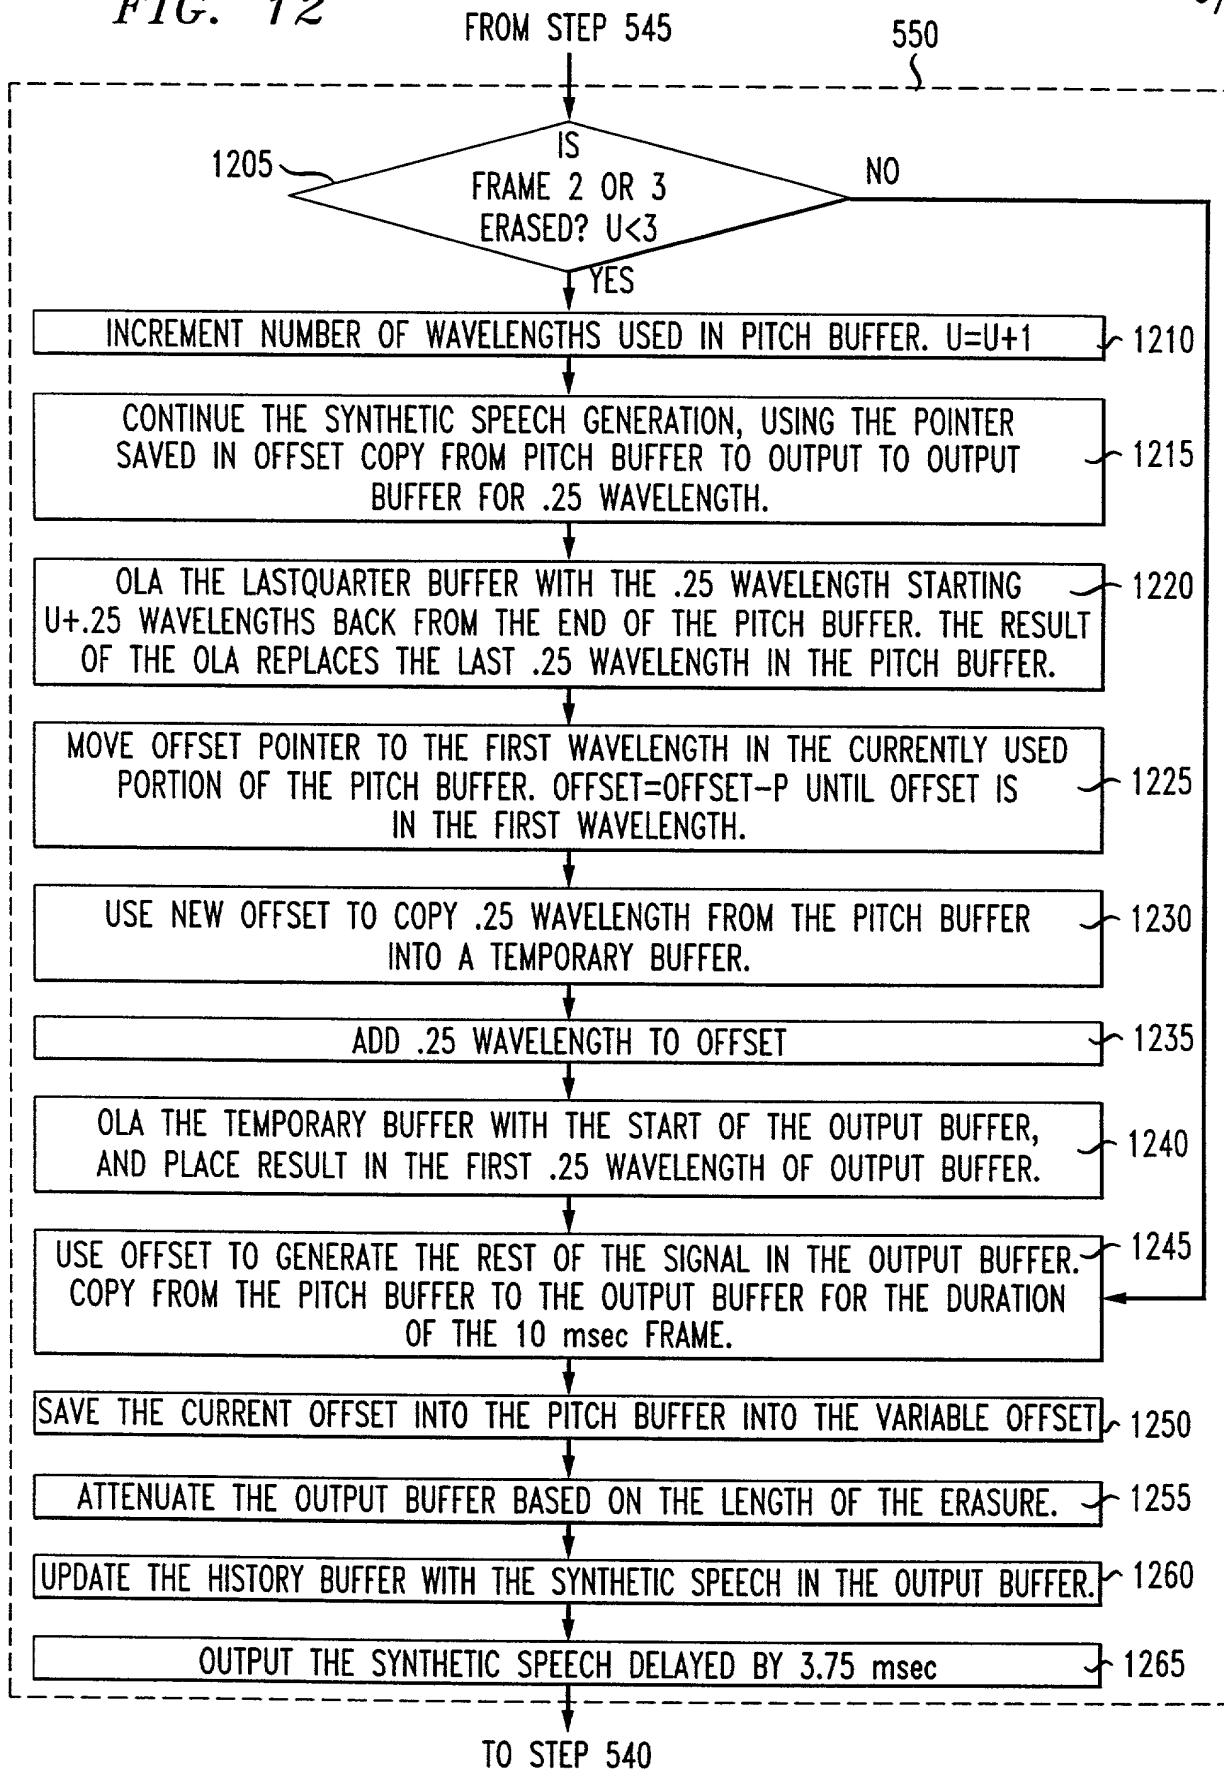 FIG. 12
FROM STEP 545
550
1205
IS
FRAME 2 OR 3
ERASED? U<3
NO
YES
INCREMENT NUMBER OF WAVELENGTHS USED IN PITCH BUFFER. U=U+1
1210
CONTINUE THE SYNTHETIC SPEECH GENERATION, USING THE POINTER
SAVED IN OFFSET COPY FROM PITCH BUFFER TO OUTPUT TO OUTPUT
BUFFER FOR .25 WAVELENGTH.
1215
OLA THE LASTQUARTER BUFFER WITH THE .25 WAVELENGTH STARTING
U+.25 WAVELENGTHS BACK FROM THE END OF THE PITCH BUFFER. THE RESULT
OF THE OLA REPLACES THE LAST .25 WAVELENGTH IN THE PITCH BUFFER.
1220
MOVE OFFSET POINTER TO THE FIRST WAVELENGTH IN THE CURRENTLY USED
PORTION OF THE PITCH BUFFER. OFFSET=OFFSET-P UNTIL OFFSET IS
IN THE FIRST WAVELENGTH.
1225
USE NEW OFFSET TO COPY .25 WAVELENGTH FROM THE PITCH BUFFER
INTO A TEMPORARY BUFFER.
1230
ADD .25 WAVELENGTH TO OFFSET
1235
OLA THE TEMPORARY BUFFER WITH THE START OF THE OUTPUT BUFFER,
AND PLACE RESULT IN THE FIRST .25 WAVELENGTH OF OUTPUT BUFFER.
1240
USE OFFSET TO GENERATE THE REST OF THE SIGNAL IN THE OUTPUT BUFFER.
COPY FROM THE PITCH BUFFER TO THE OUTPUT BUFFER FOR THE DURATION
OF THE 10 msec FRAME.
1245
SAVE THE CURRENT OFFSET INTO THE PITCH BUFFER INTO THE VARIABLE OFFSET
1250
ATTENUATE THE OUTPUT BUFFER BASED ON THE LENGTH OF THE ERASURE.
1255
UPDATE THE HISTORY BUFFER WITH THE SYNTHETIC SPEECH IN THE OUTPUT BUFFER.
1260
OUTPUT THE SYNTHETIC SPEECH DELAYED BY 3.75 msec
1265
TO STEP 540